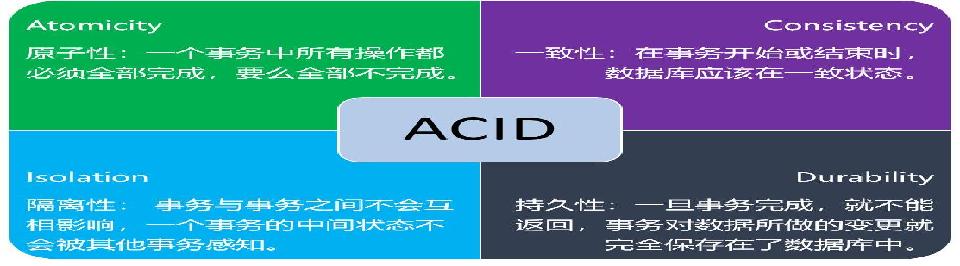 Atomicity
原子性：一个事务中所有操作都
必须全部完成，要么全部不完成。
Consistency
一致性：在事务开始或结束时，
数据库应该在一致状态。
ACID
Isolation
隔离性： 事务与事务之间不会互
相影响，一个事务的中间状态不
会被其他事务感知。
Durability
持久性：一旦事务完成，就不能
返回，事务对数据所做的变更就
完全保存在了数据库中。